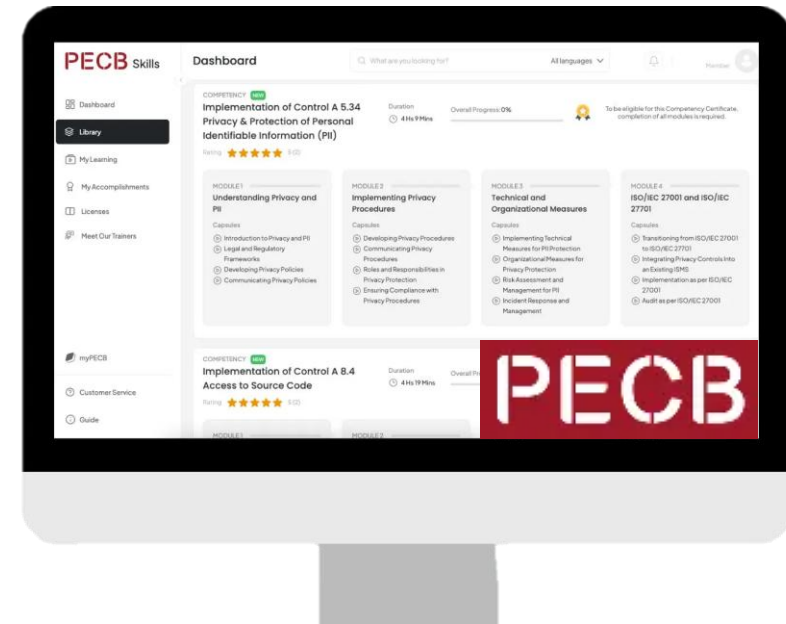 PECB Skills
Dashboard
What are you looking for?
All languages
Member
Dashboard
Library
My Learning
My Accomplishments
Licenses
Meet Our Trainers
myPECB
Customer Service
Guide
COMPETENCY NEW
Implementation of Control A 5.34
Privacy & Protection of Personal
Identifiable Information (PII)
Rating
Duration
4 Hs 9 Mins
Overall Progress: 0%
To be eligible for this Competency Certificate,
completion of all modules is required.
MODULE 1
Understanding Privacy and
PII
Capsules
Introduction to Privacy and PII
Legal and Regulatory
Frameworks
Developing Privacy Policies
Communicating Privacy Policies
MODULE 2
Implementing Privacy
Procedures
Capsules
Developing Privacy Procedures
Communicating Privacy
Procedures
Roles and Responsibilities in
Privacy Protection
Ensuring Compliance with
Privacy Procedures
MODULE 3
Technical and
Organizational Measures
Capsules
Implementing Technical
Measures for PII Protection
Organizational Measures for
Privacy Protection
Risk Assessment and
Management for PII
Incident Response and
Management
MODULE 4
ISO/IEC 27001 and ISO/IEC
27701
Capsules
Transitioning from ISO/IEC 27001
to ISO/IEC 27701
Integrating Privacy Controls Into
an Existing ISMS
Implementation as per ISO/IEC
27001
Audit as per ISO/IEC 27001
COMPETENCY NEW
Implementation of Control A 8.4
Access to Source Code
Rating
Duration
4 Hs 19 Mins
MODULE 1
MODULE 2
PECB